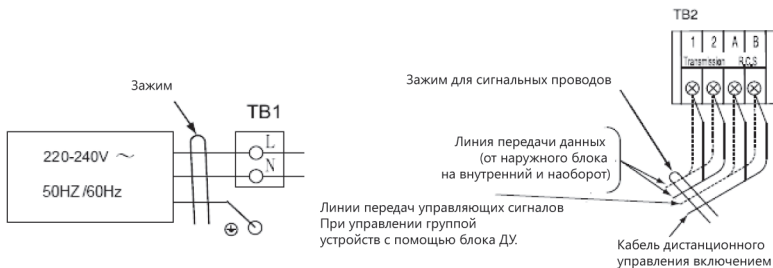 Зажим
TB1
L
N
220-240V ~
50HZ/60Hz
TB2
1 2 A B
Transmission R.C.S
Зажим для сигнальных проводов
Линия передачи данных
(от наружного блока
на внутренний и наоборот)
Линии передач управляющих сигналов
При управлении группой
устройств с помощью блока ДУ.
Кабель дистанционного
управления включением